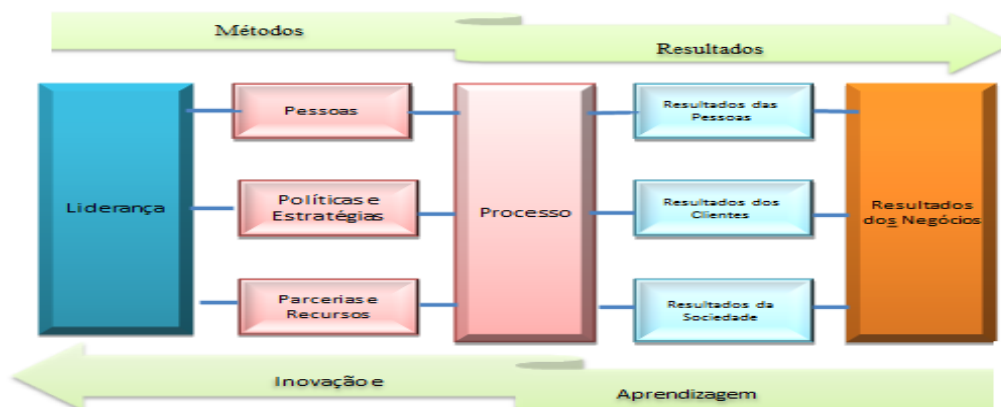 Métodos
Resultados
Liderança
Pessoas
Políticas e
Estratégias
Parcerias e
Recursos
Processo
Resultados das
Pessoas
Resultados dos
Clientes
Resultados da
Sociedade
Resultados
dos Negócios
Inovação e
Aprendizagem